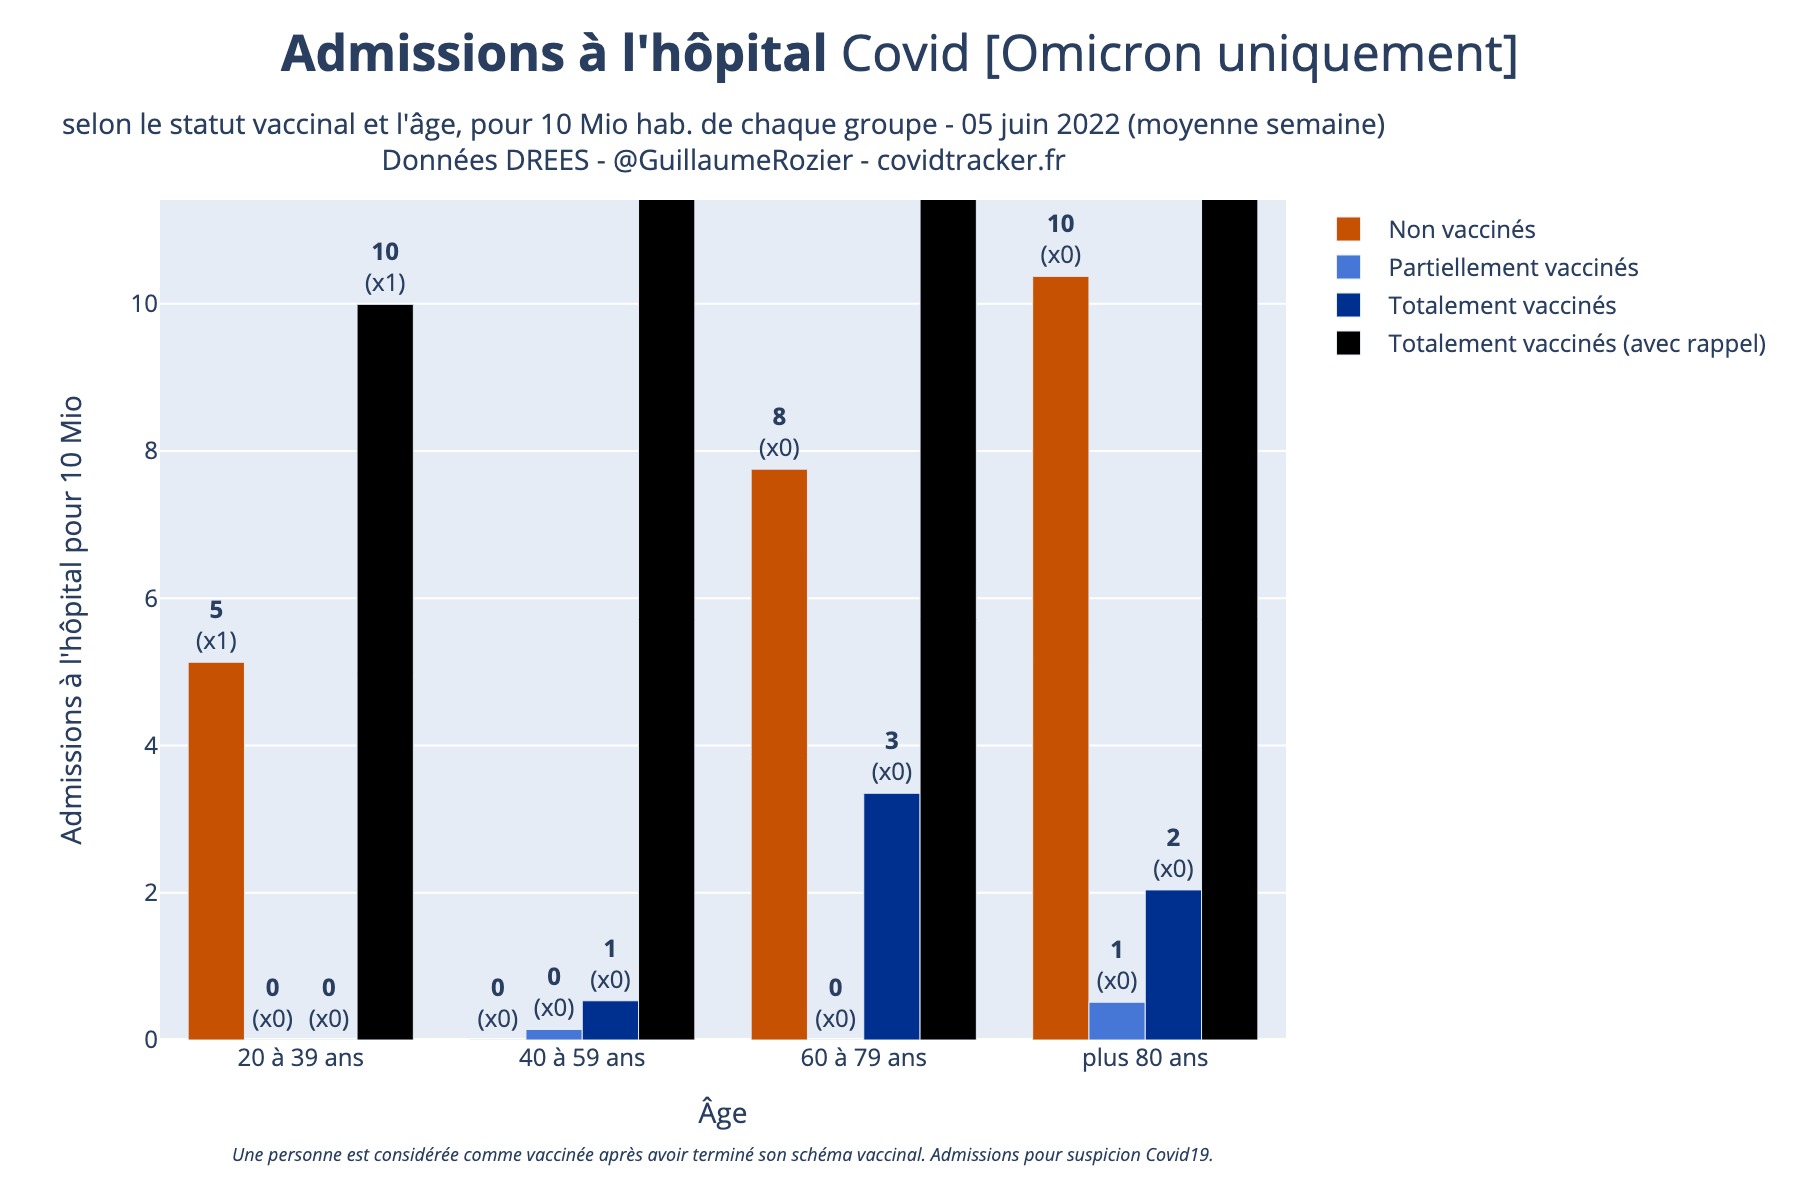 Admissions à l'hôpital Covid [Omicron uniquement]
selon le statut vaccinal et l'âge, pour 10 Mio hab. de chaque groupe - 05 juin 2022 (moyenne semaine)
Données DREES - @GuillaumeRozier - covidtracker.fr
Non vaccinés
Partiellement vaccinés
Totalement vaccinés
Totalement vaccinés (avec rappel)
Admissions à l'hôpital pour 10 Mio
10
8
6
4
2
0
5
(x1)
0
(x0)
0
(x0)
10
(x1)
0
(x0)
0
(x0)
1
(x0)
8
(x0)
0
(x0)
3
(x0)
10
(x0)
1
(x0)
2
(x0)
20 à 39 ans
40 à 59 ans
60 à 79 ans
plus 80 ans
Âge
Une personne est considérée comme vaccinée après avoir terminé son schéma vaccinal. Admissions pour suspicion Covid19.